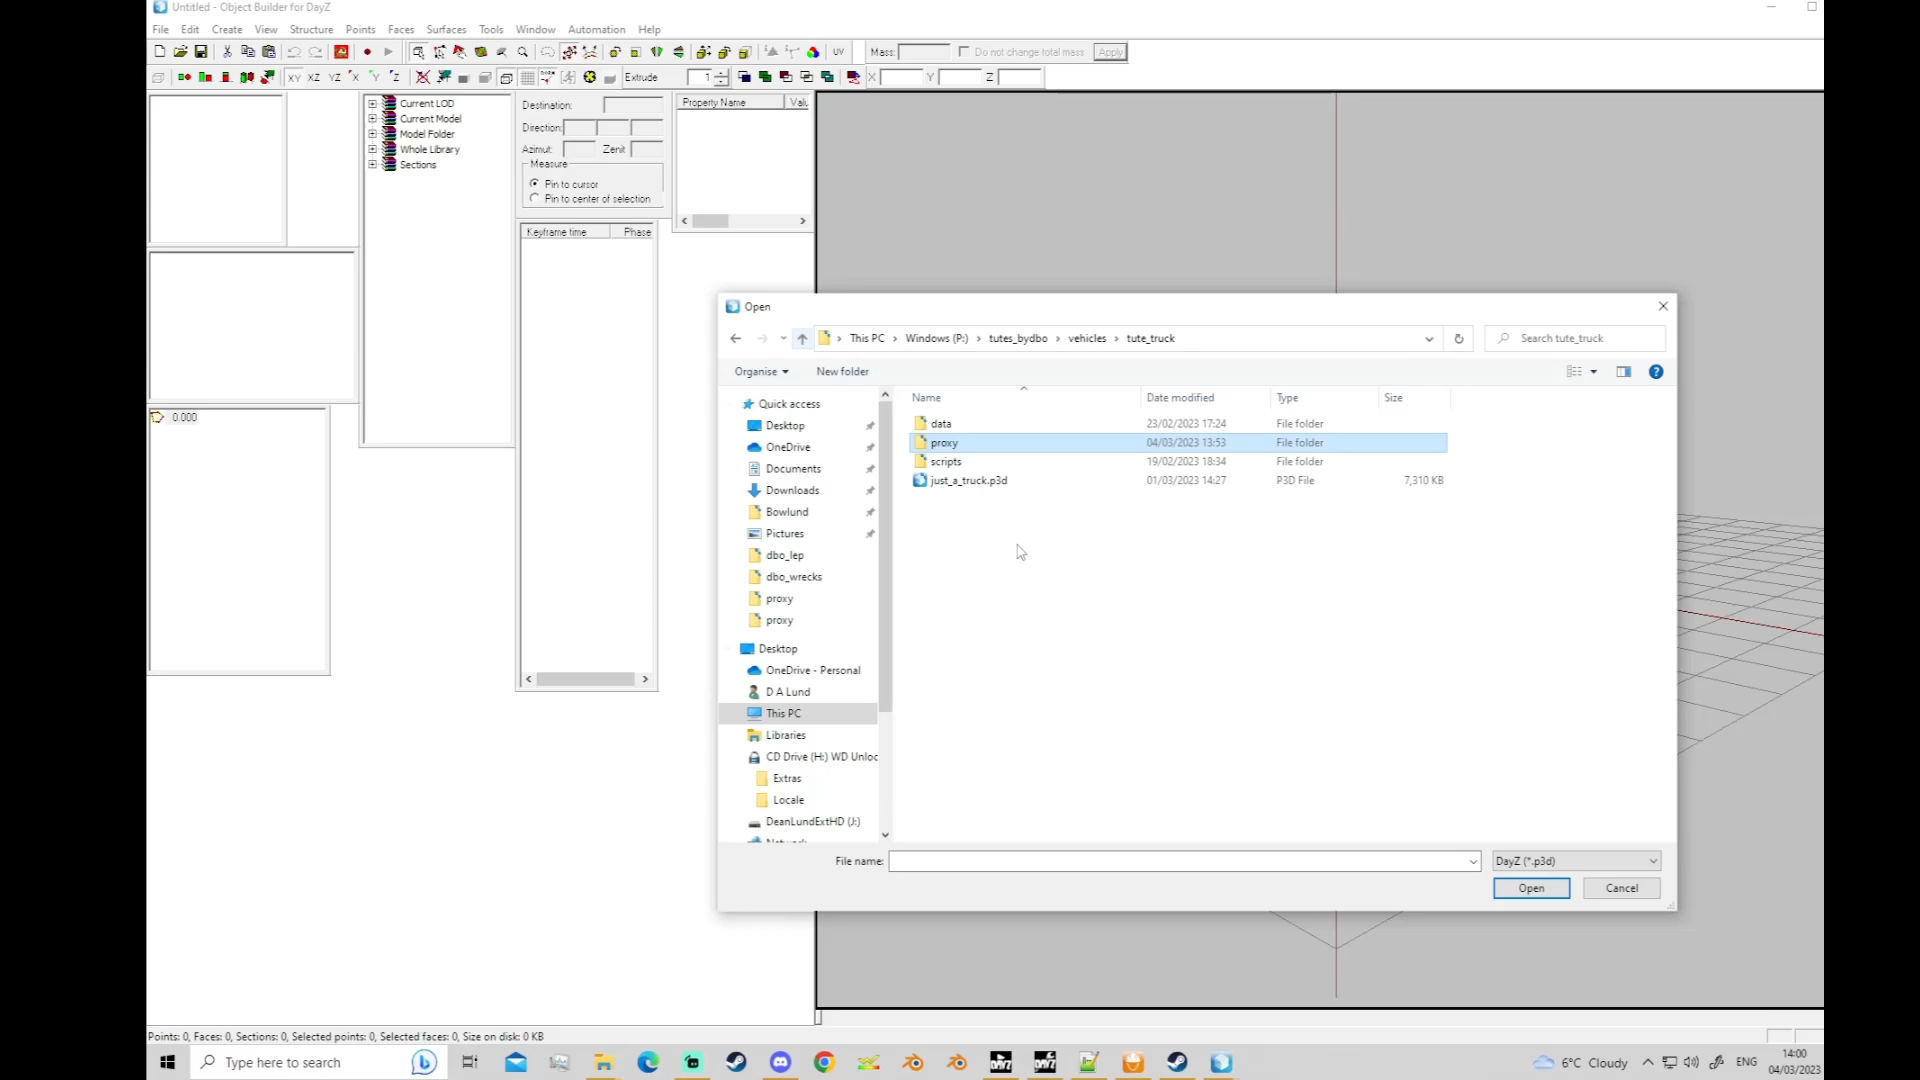 Untitled - Object Builder for DayZ
File Edit Create View Structure Points Faces Surfaces Tools Window Automation Help
UV Mass: Do not change total mass Apply
XY XZ YZ X Y Z Extrude 1 X Y Z
Current LOD
Current Model
Model Folder
Whole Library
Sections
Destination:
Direction:
Azimut: Zenit
Measure
Pin to cursor
Pin to center of selection
Property Name Valu
Keyframe time Phase
0.000
Open
This PC › Windows (P:) › tutes_bydbo › vehicles › tute_truck
Search tute_truck
Organise New folder
Quick access
Desktop
OneDrive
Documents
Downloads
Bowlund
Pictures
dbo_lep
dbo_wrecks
proxy
proxy
Desktop
OneDrive - Personal
D A Lund
This PC
Libraries
CD Drive (H:) WD Unloc
Extras
Locale
DeanLundExtHD (J:)
Network
Name Date modified Type Size
data 23/02/2023 17:24 File folder
proxy 04/03/2023 13:53 File folder
scripts 19/02/2023 18:34 File folder
just_a_truck.p3d 01/03/2023 14:27 P3D File 7,310 KB
File name: DayZ (*.p3d)
Open Cancel
Points: 0, Faces: 0, Sections: 0, Selected points: 0, Selected faces: 0, Size on disk: 0 KB
Type here to search
6°C Cloudy ENG
14:00
04/03/2023